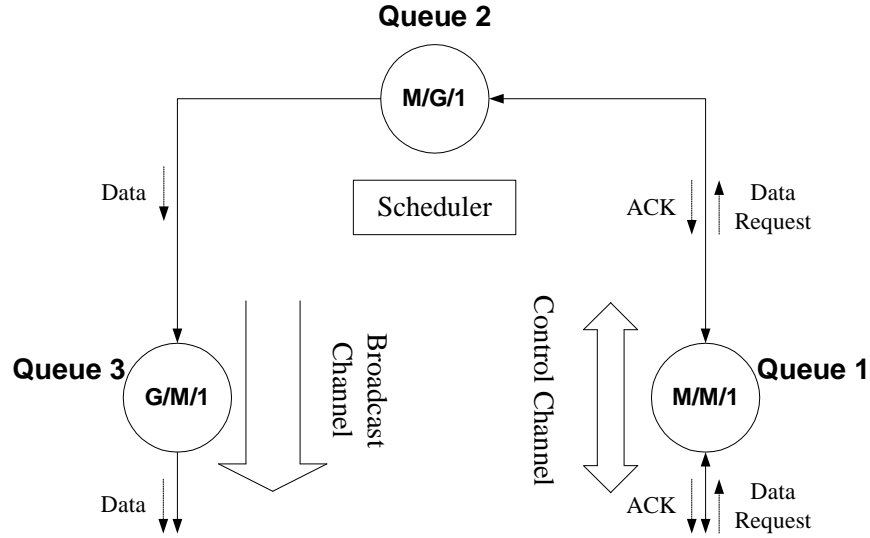 Queue 2
M/G/1
Scheduler
Data
ACK
Data
Request
Broadcast
Channel
Control Channel
Queue 3
G/M/1
Queue 1
M/M/1
Data
ACK
Data
Request